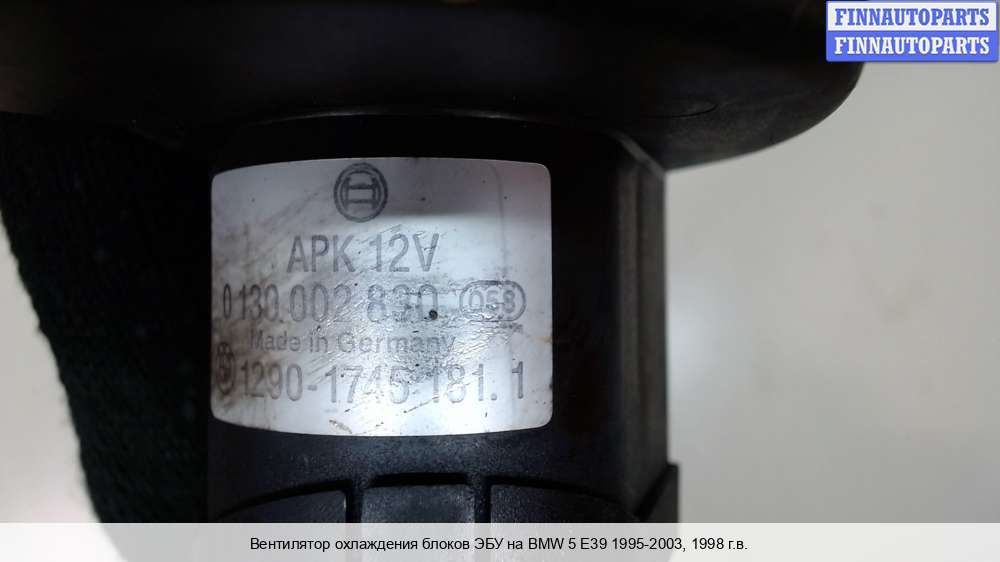 FINNAUTOPARTS
FINNAUTOPARTS
APK 12V
0 130 002 830 058
Made in Germany
1290-1745 181.1
Вентилятор охлаждения блоков ЭБУ на BMW 5 E39 1995-2003, 1998 г.в.